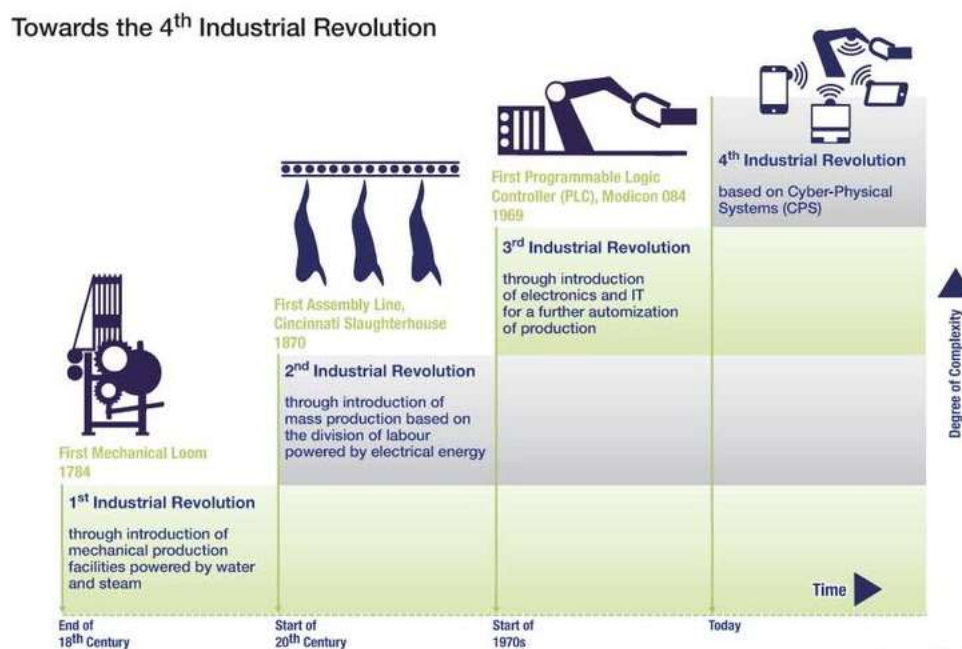 Towards the 4th Industrial Revolution
First Mechanical Loom
1784
1st Industrial Revolution
through introduction of
mechanical production
facilities powered by water
and steam
First Assembly Line,
Cincinnati Slaughterhouse
1870
2nd Industrial Revolution
through introduction of
mass production based on
the division of labour
powered by electrical energy
First Programmable Logic
Controller (PLC), Modicon 084
1969
3rd Industrial Revolution
through introduction
of electronics and IT
for a further automization
of production
4th Industrial Revolution
based on Cyber-Physical
Systems (CPS)
Degree of Complexity
Time
End of
18th Century
Start of
20th Century
Start of
1970s
Today